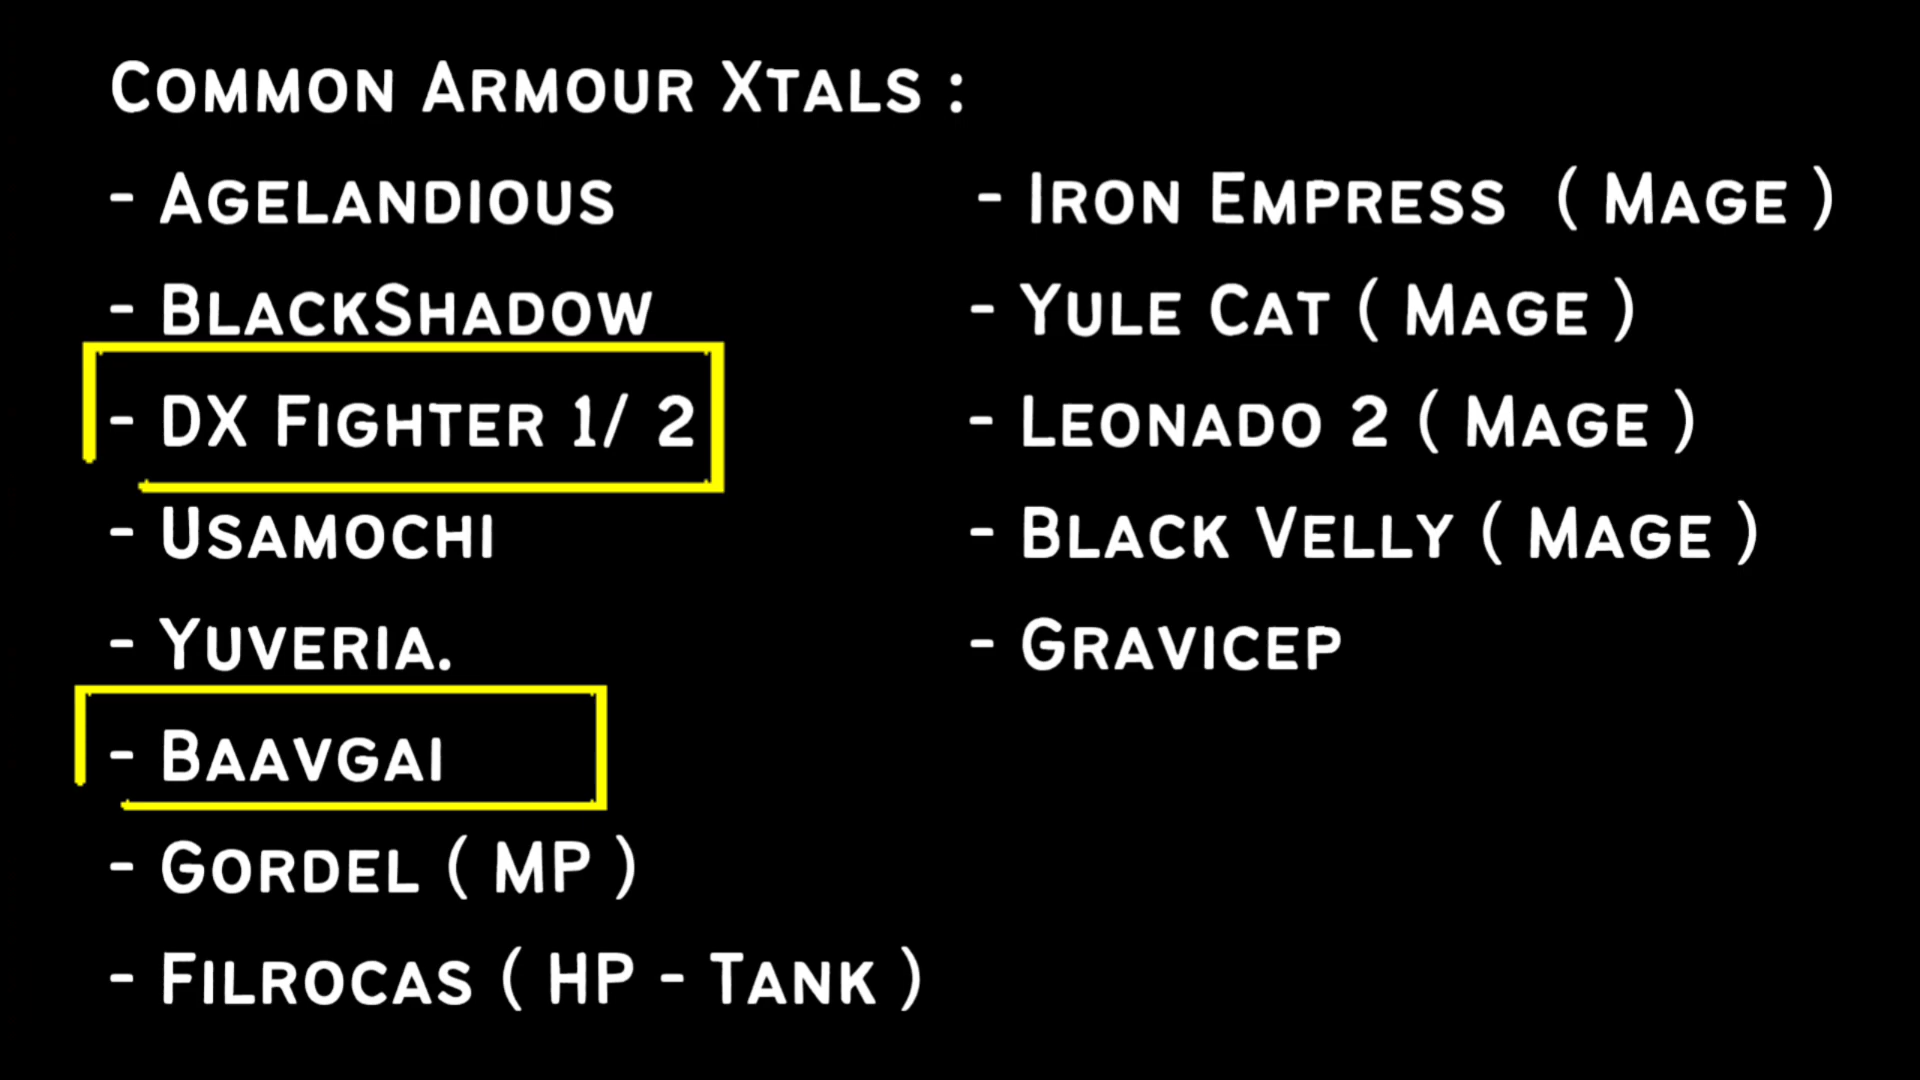 Common Armour Xtals :
- Agelandious
- BlackShadow
- DX Fighter 1/ 2
- Usamochi
- Yuveria.
- Baavgai
- Gordel ( MP )
- Filrocas ( HP - Tank )
- Iron Empress ( Mage )
- Yule Cat ( Mage )
- Leonado 2 ( Mage )
- Black Velly ( Mage )
- Gravicep